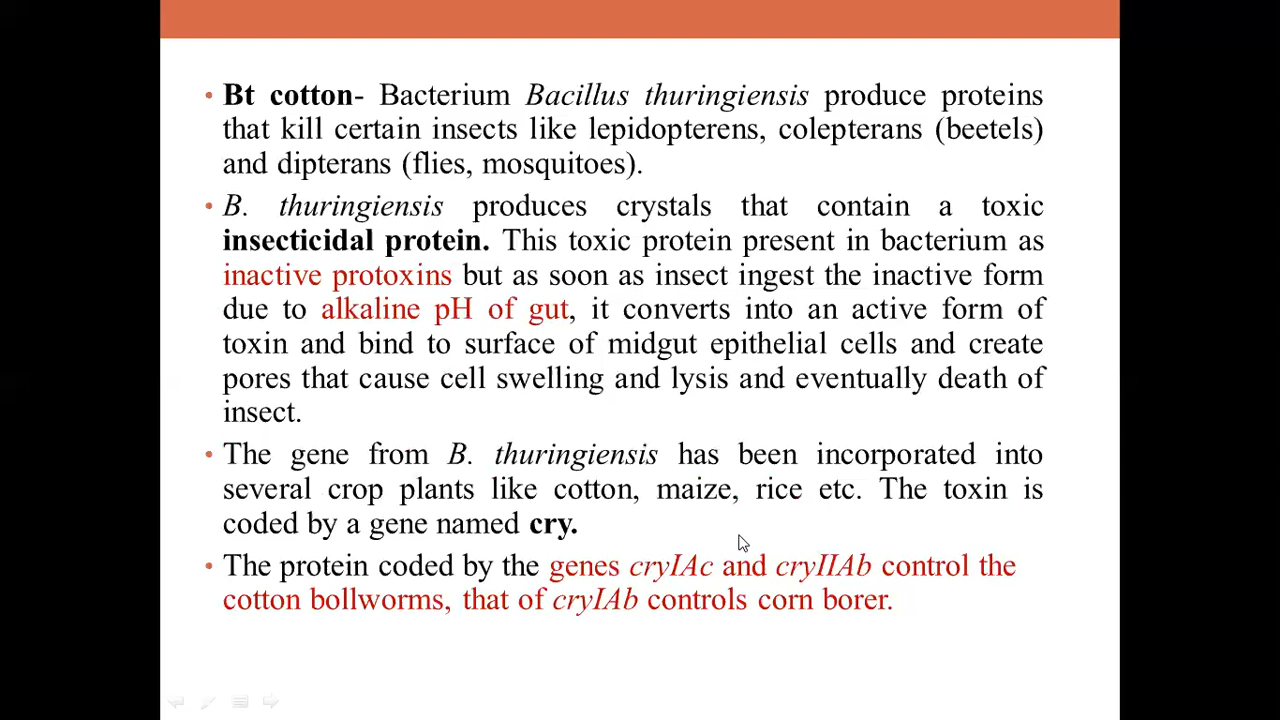 • Bt cotton- Bacterium Bacillus thuringiensis produce proteins
that kill certain insects like lepidopterens, colepterans (beetels)
and dipterans (flies, mosquitoes).
• B. thuringiensis produces crystals that contain a toxic
insecticidal protein. This toxic protein present in bacterium as
inactive protoxins but as soon as insect ingest the inactive form
due to alkaline pH of gut, it converts into an active form of
toxin and bind to surface of midgut epithelial cells and create
pores that cause cell swelling and lysis and eventually death of
insect.
• The gene from B. thuringiensis has been incorporated into
several crop plants like cotton, maize, rice etc. The toxin is
coded by a gene named cry.
• The protein coded by the genes cryIAc and cryIIAb control the
cotton bollworms, that of cryIAb controls corn borer.